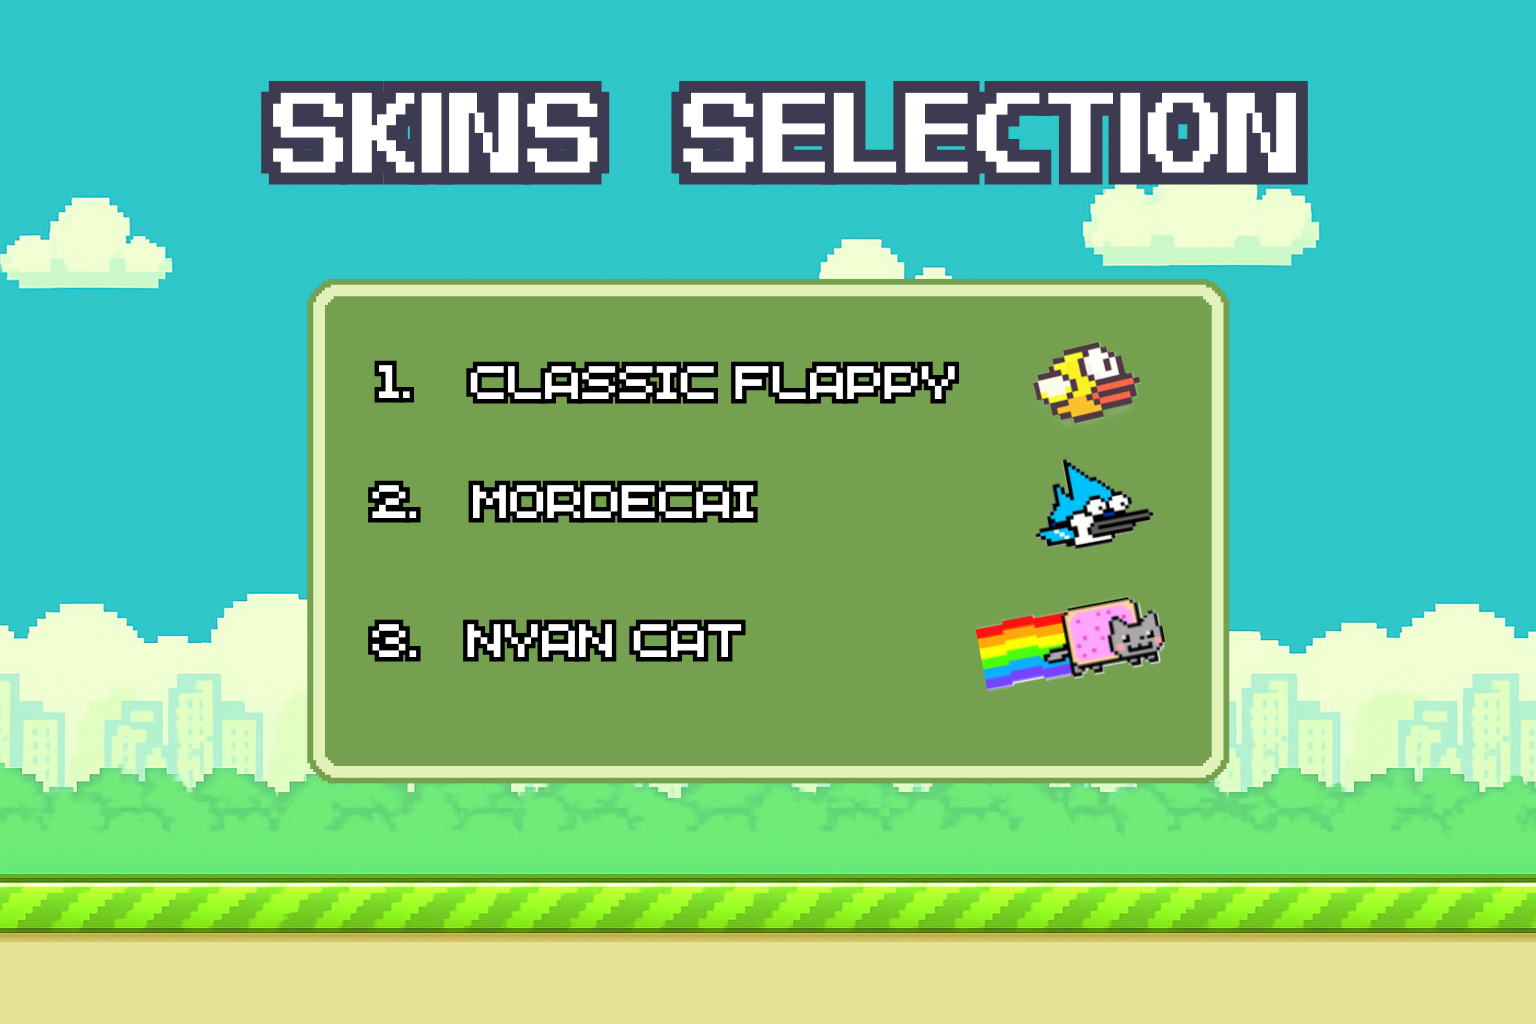 SKINS SELECTION
1. CLASSIC FLAPPY
2. MORDECAI
3. NYAN CAT